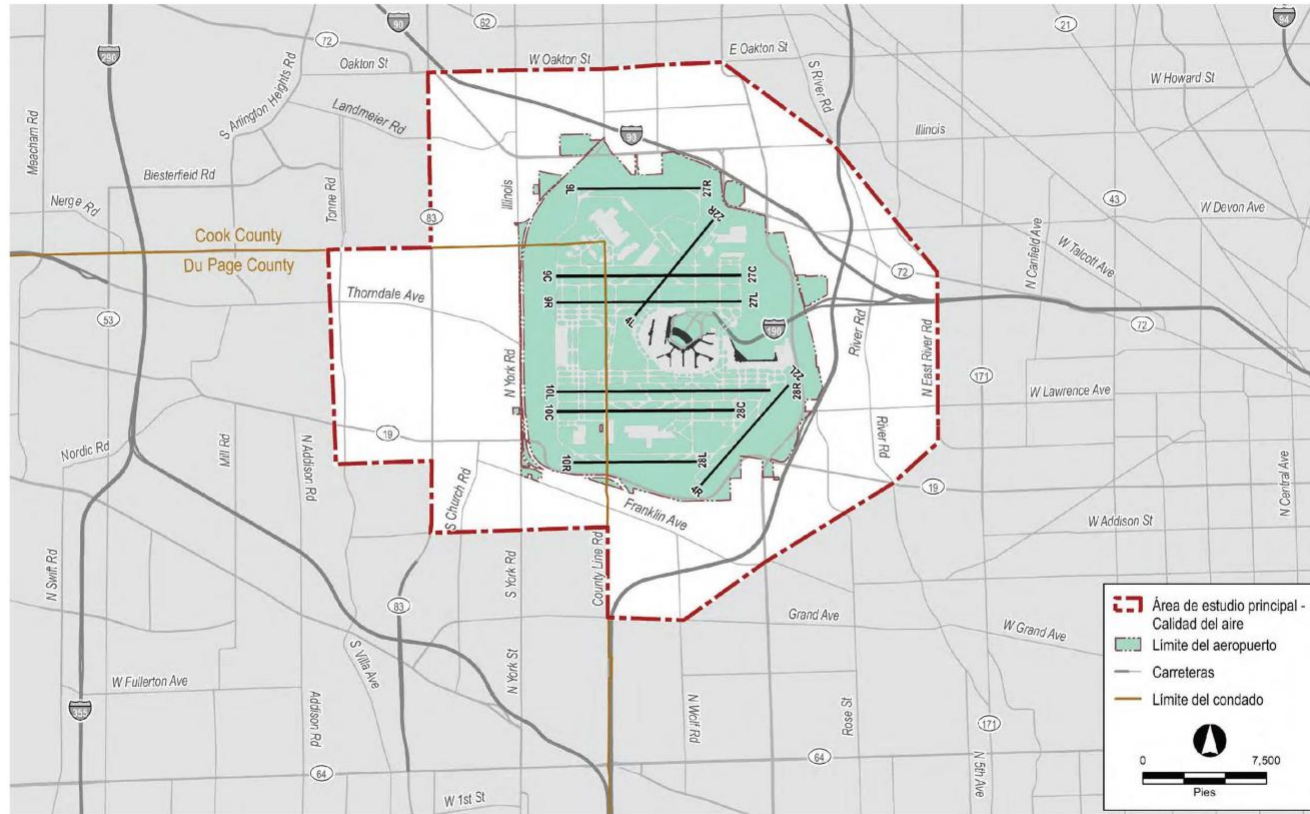 90
62
21
94
72
E Oakton St
W Oakton St
290
Oakton St
S River Rd
W Howard St
S Arlington Heights Rd
Landmeier Rd
Illinois
90
Meacham Rd
Biesterfield Rd
Tonne Rd
Illinois
9L
27R
43
Nerge Rd
83
22R
W Devon Ave
Cook County
Du Page County
N Canfield Ave
W Talcott Ave
9C
27C
72
Thorndale Ave
9R
27L
53
4L
190
River Rd
72
N York Rd
N East River Rd
171
22L
10L
28R
W Lawrence Ave
10C
28C
Nordic Rd
Mill Rd
N Addison Rd
19
River Rd
10R
28L
S Church Rd
4R
19
N Central Ave
Franklin Ave
W Addison St
N Swift Rd
S York Rd
County Line Rd
83
Grand Ave
W Grand Ave
S Villa Ave
N York St
W Fullerton Ave
355
Addison Rd
N Wolf Rd
Rose St
171
64
64
N 5th Ave
W 1st St
Área de estudio principal -
Calidad del aire
Límite del aeropuerto
Carreteras
Límite del condado
0
7,500
Pies